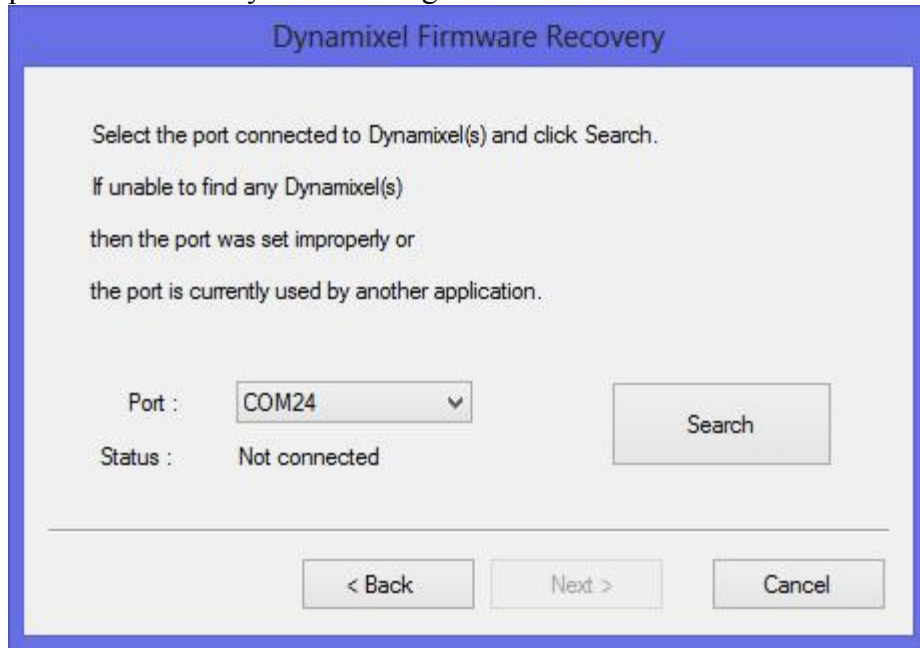 Dynamixel Firmware Recovery
Select the port connected to Dynamixel(s) and click Search.
If unable to find any Dynamixel(s)
then the port was set improperly or
the port is currently used by another application.
Port : COM24
Search
Status : Not connected
< Back Next > Cancel